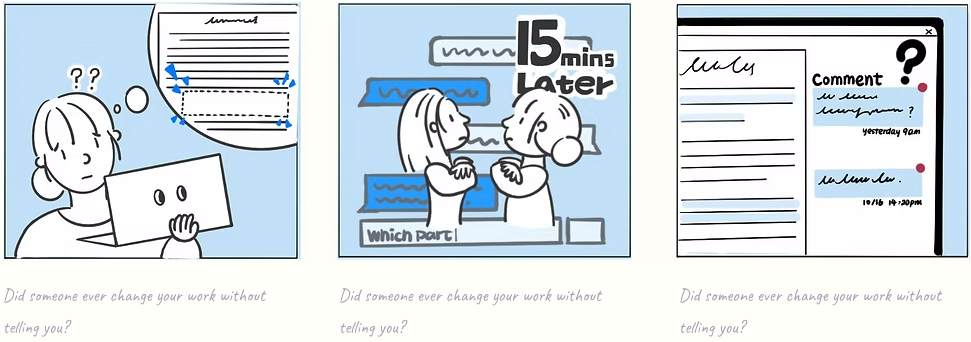 ? ?
15 mins
Later
Which part
?
Comment
?
yesterday 9am
10/16 14:20pm
Did someone ever change your work without
telling you?
Did someone ever change your work without
telling you?
Did someone ever change your work without
telling you?